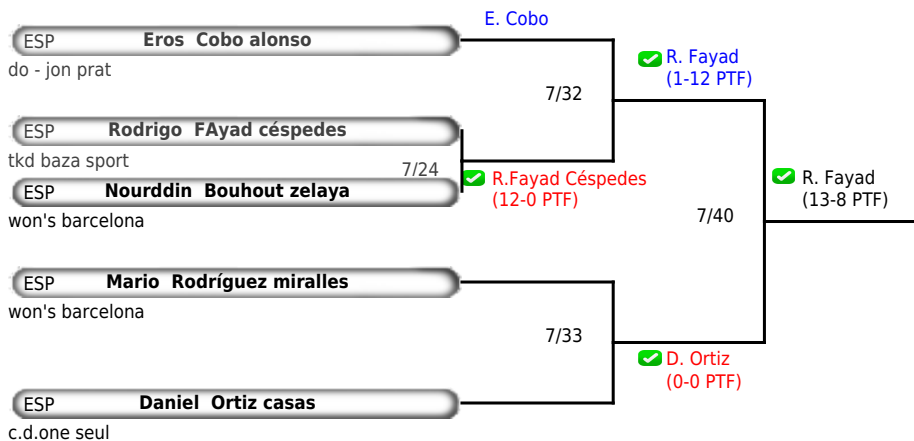 E. Cobo
ESP Eros Cobo alonso
do - jon prat
R. Fayad
(1-12 PTF)
7/32
ESP Rodrigo FAyad céspedes
tkd baza sport
7/24
R.Fayad Céspedes
(12-0 PTF)
R. Fayad
(13-8 PTF)
ESP Nourddin Bouhout zelaya
won's barcelona
7/40
ESP Mario Rodríguez miralles
won's barcelona
7/33
D. Ortiz
(0-0 PTF)
ESP Daniel Ortiz casas
c.d.one seul